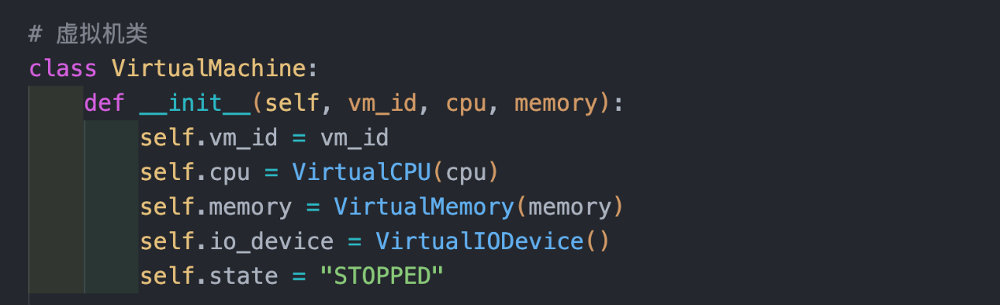 # 虚拟机类
class VirtualMachine:
    def __init__(self, vm_id, cpu, memory):
        self.vm_id = vm_id
        self.cpu = VirtualCPU(cpu)
        self.memory = VirtualMemory(memory)
        self.io_device = VirtualIODevice()
        self.state = "STOPPED"